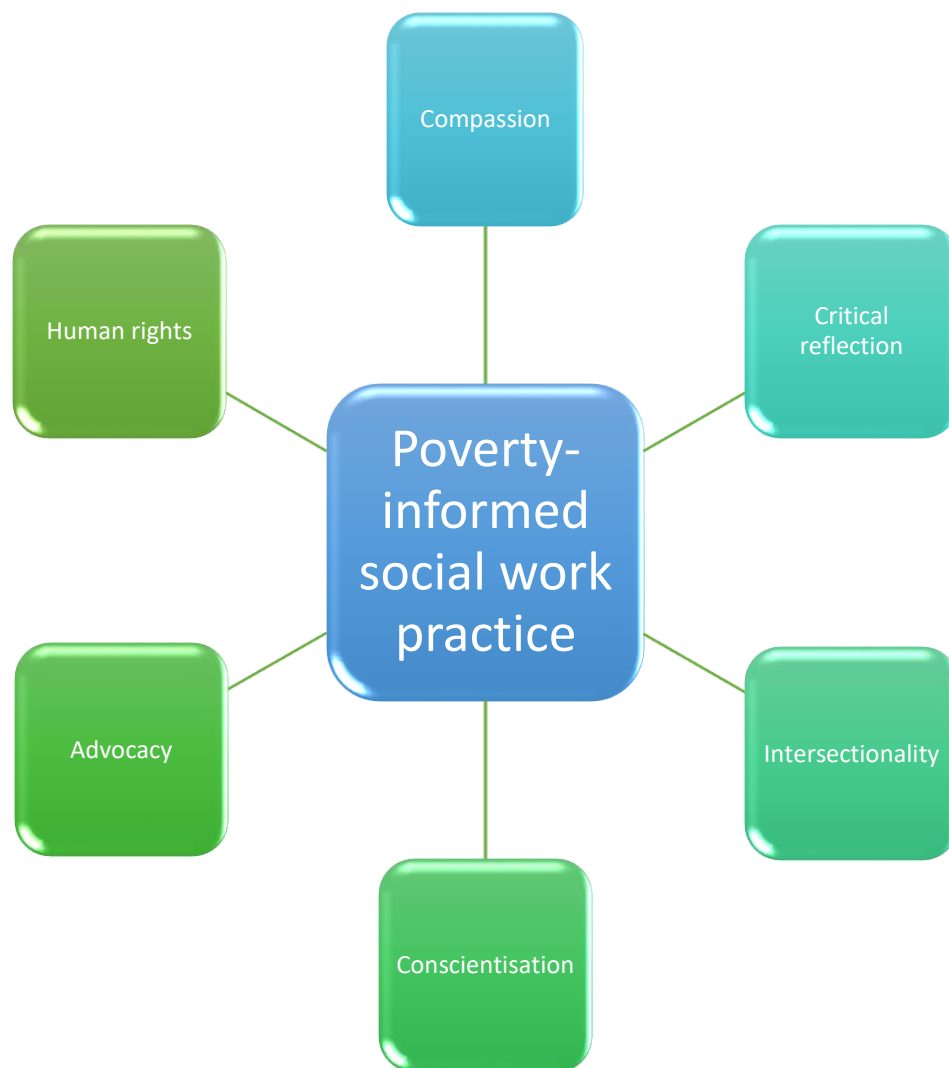 Compassion
Human rights
Critical
reflection
Poverty-
informed
social work
practice
Advocacy
Intersectionality
Conscientisation